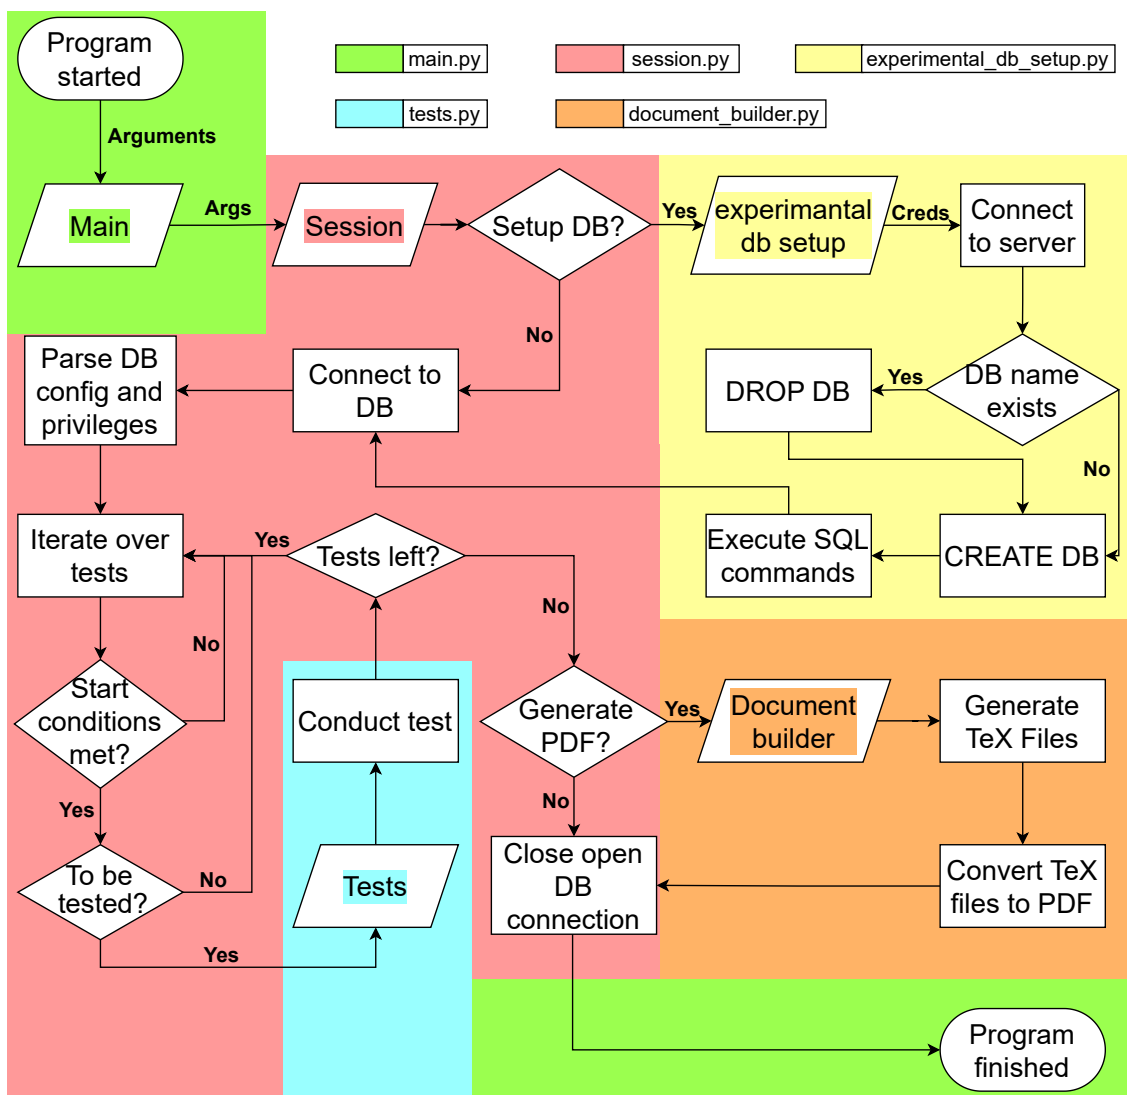 Program
started
main.py
session.py
experimental_db_setup.py
tests.py
document_builder.py
Arguments
Main
Args
Session
Setup DB?
Yes
experimantal
db setup
Creds
Connect
to server
No
Parse DB
config and
privileges
Connect to
DB
DROP DB
Yes
DB name
exists
No
Iterate over
tests
Yes
Tests left?
Execute SQL
commands
CREATE DB
No
No
Start
conditions
met?
Conduct test
Generate
PDF?
Yes
Document
builder
Generate
TeX Files
Yes
No
To be
tested?
No
Tests
Close open
DB
connection
Convert TeX
files to PDF
Yes
Program
finished